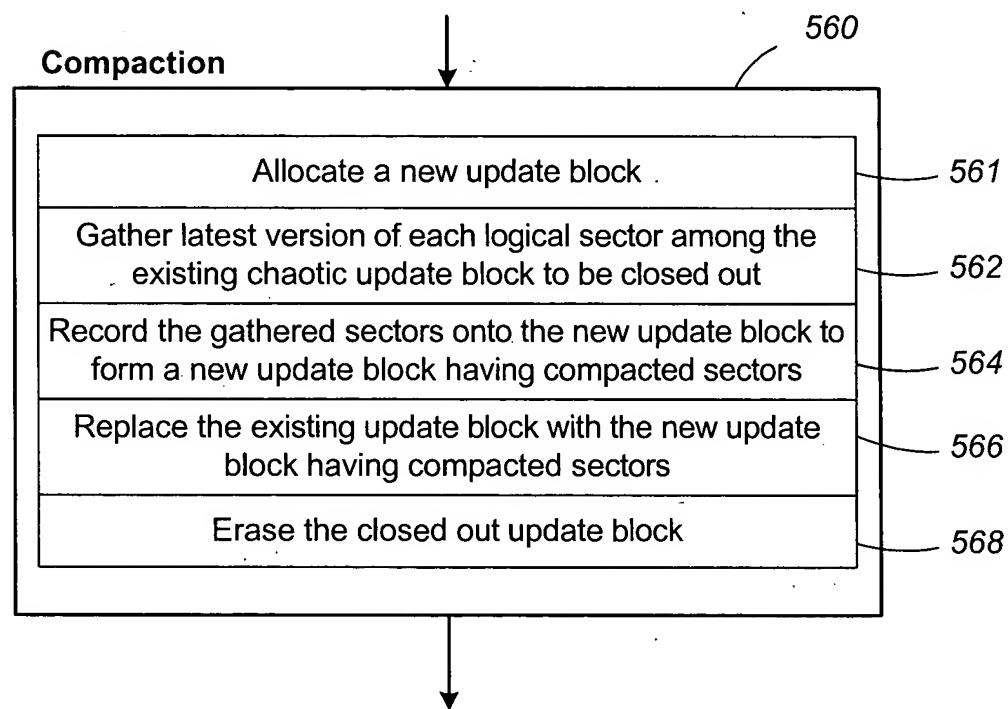 560
Compaction
Allocate a new update block
561
Gather latest version of each logical sector among the
existing chaotic update block to be closed out
562
Record the gathered sectors onto the new update block to
form a new update block having compacted sectors
564
Replace the existing update block with the new update
block having compacted sectors
566
Erase the closed out update block
568